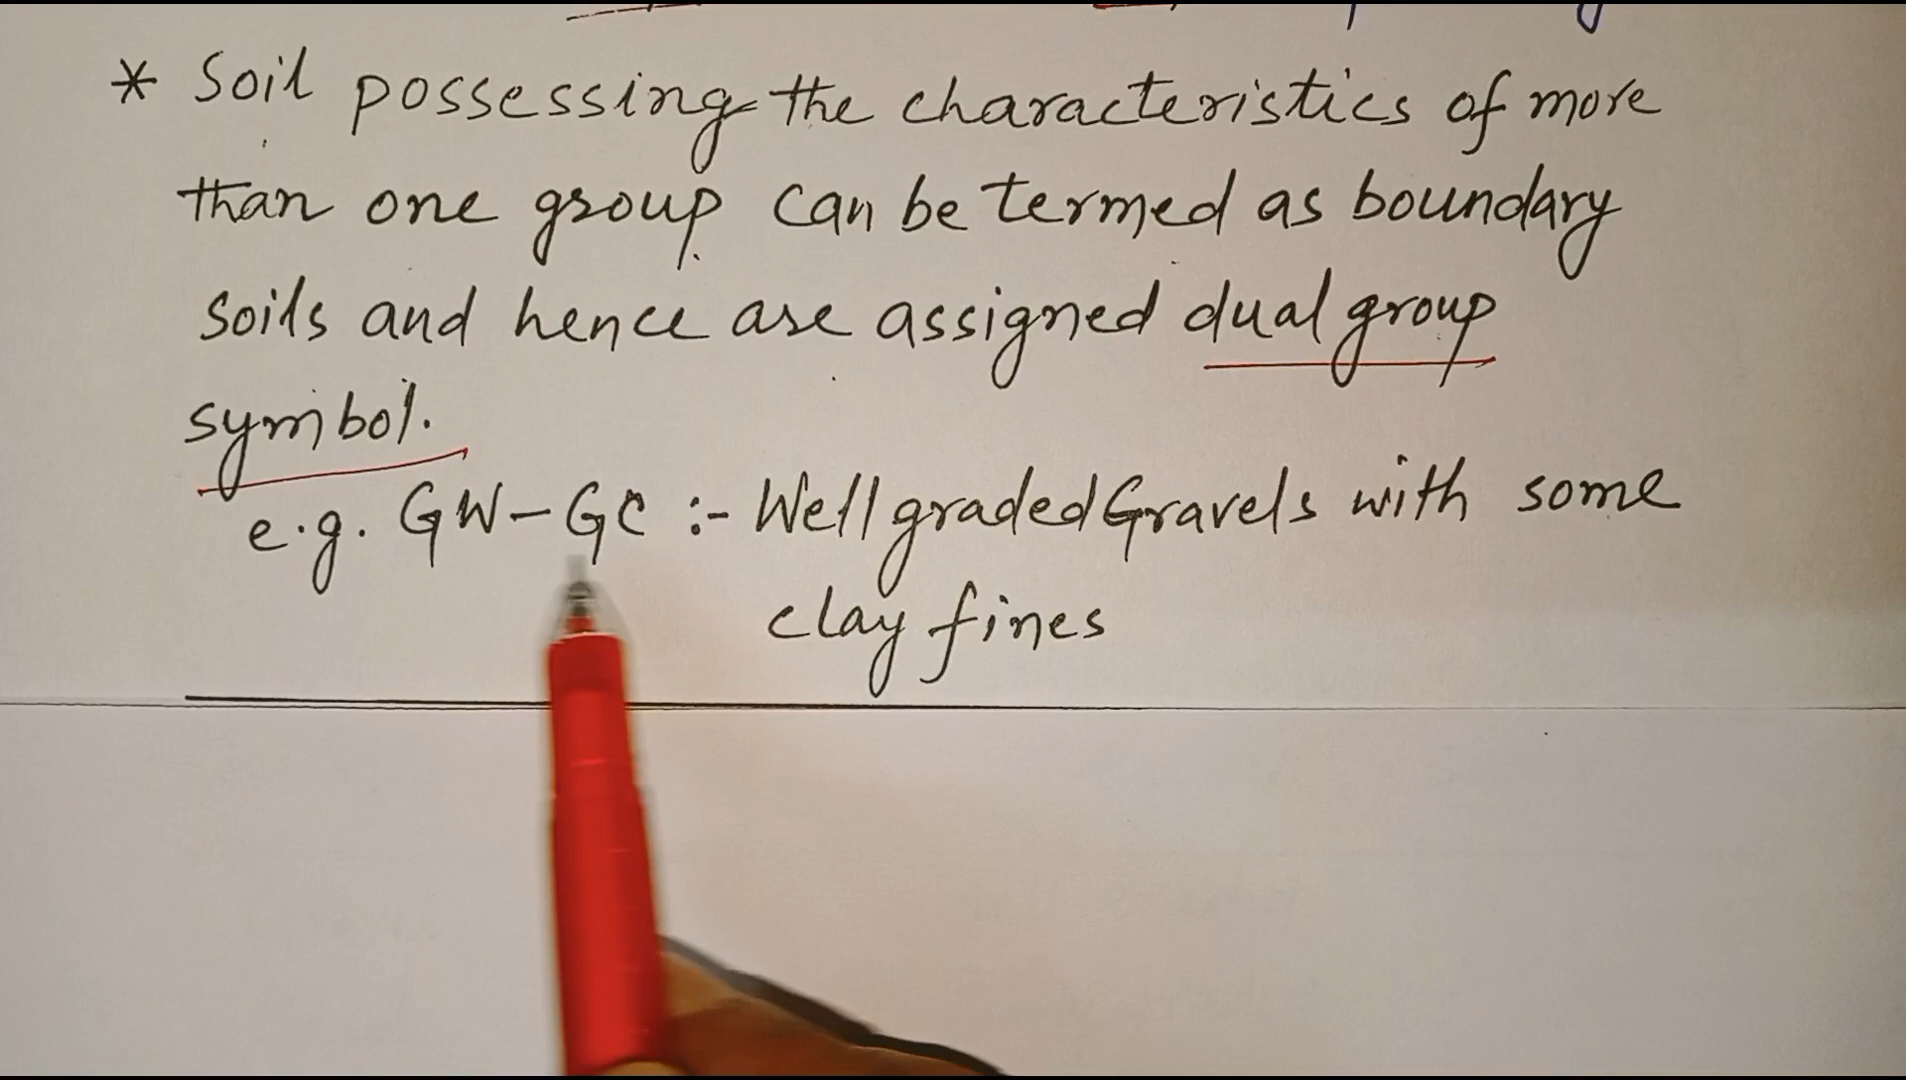 * Soil possessing the characteristics of more
than one group can be termed as boundary
soils and hence are assigned dual group
symbol.
e.g. GW-GC :- Well graded Gravels with some
clay fines